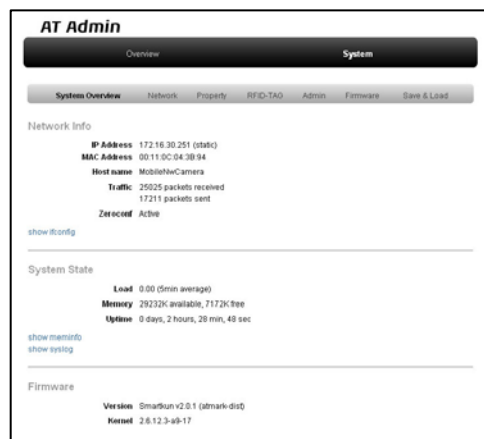 AT Admin
Overview System
System Overview Network Property RFID-TAG Admin Firmware Save & Load
Network Info
IP Address 172.16.30.251 (static)
MAC Address 00:11:0C:04:3B:94
Host name MobileNwCamera
Traffic 25025 packets received
17211 packets sent
Zeroconf Active
show ifconfig
System State
Load 0.00 (5min average)
Memory 29232K available, 7172K free
Uptime 0 days, 2 hours, 28 min, 48 sec
show meminfo
show syslog
Firmware
Version Smartkun v2.0.1 (atmark-dist)
Kernel 2.6.12.3-a9-17